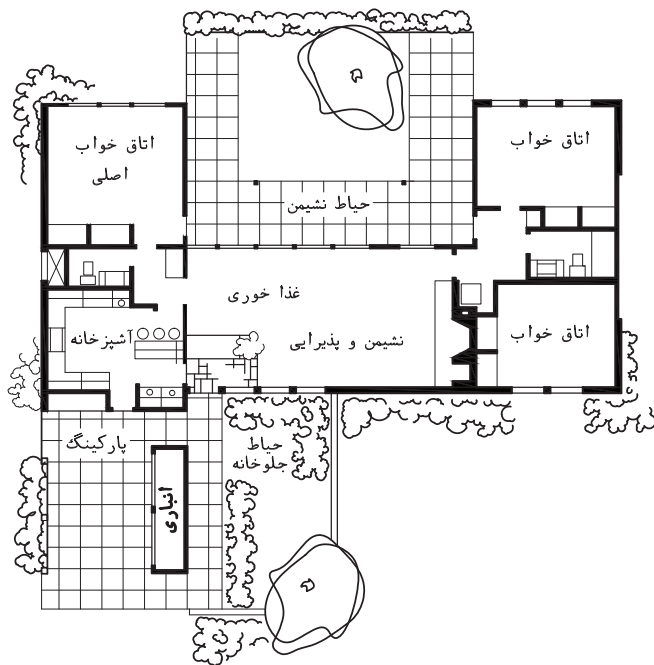 اتاق خواب
اصلی
اتاق خواب
حیاط نشیمن
غذا خوری
نشیمن و پذیرایی
اتاق خواب
آشپزخانه
پارکینگ
حیاط
جلوخانه
انباری